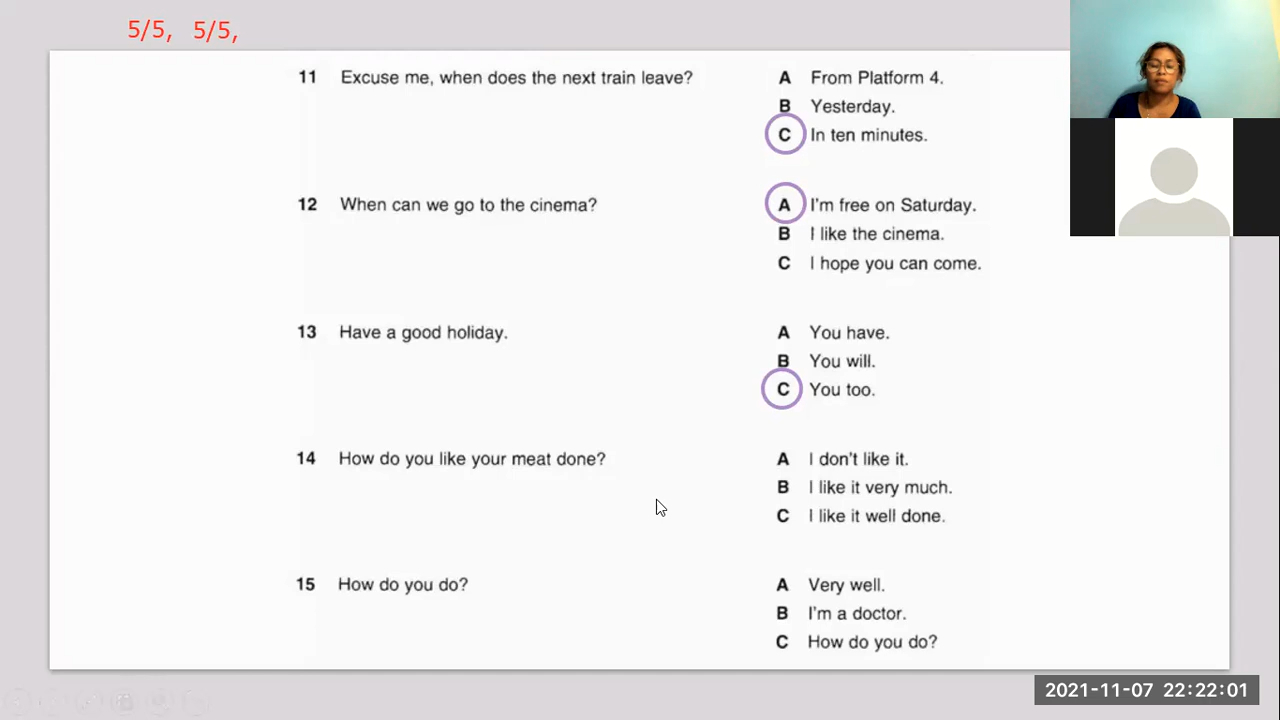 5/5, 5/5,
11 Excuse me, when does the next train leave?
A From Platform 4.
B Yesterday.
C In ten minutes.
12 When can we go to the cinema?
A I'm free on Saturday.
B I like the cinema.
C I hope you can come.
13 Have a good holiday.
A You have.
B You will.
C You too.
14 How do you like your meat done?
A I don't like it.
B I like it very much.
C I like it well done.
15 How do you do?
A Very well.
B I'm a doctor.
C How do you do?
2021-11-07 22:22:01